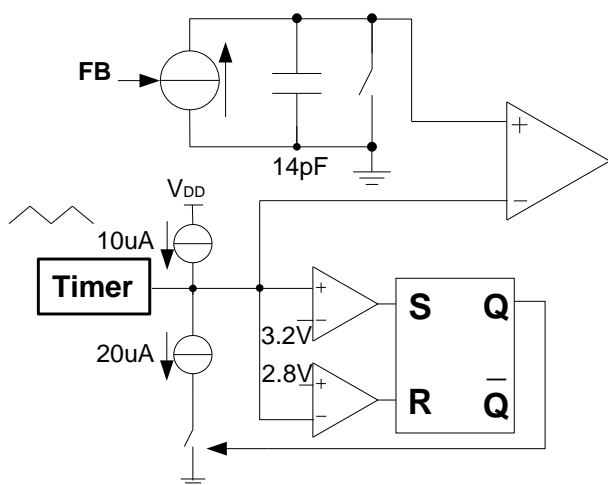 FB
14pF
VDD
10uA
Timer
+
−
+
−
3.2V
S
Q
20uA
2.8V
+
−
R
Q̅